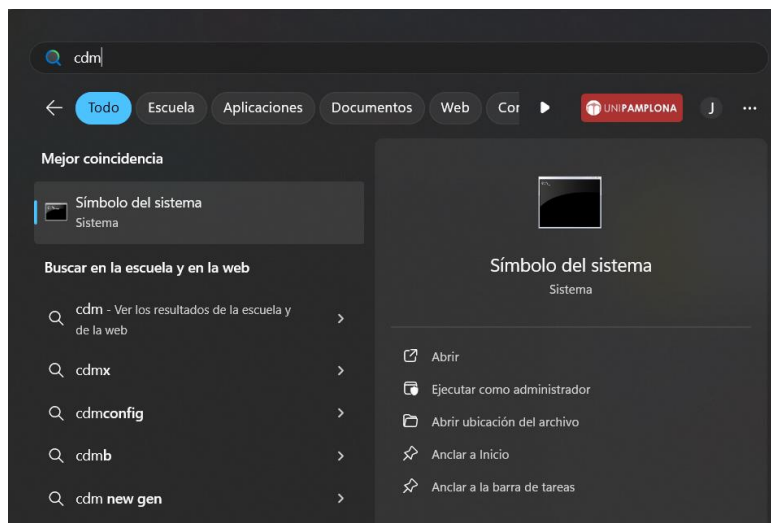 cdm
Todo Escuela Aplicaciones Documentos Web Cor UNIPAMPLONA J ...
Mejor coincidencia
Símbolo del sistema
Sistema
Buscar en la escuela y en la web
cdm - Ver los resultados de la escuela y
de la web
cdmx
cdmconfig
cdmb
cdm new gen
Símbolo del sistema
Sistema
Abrir
Ejecutar como administrador
Abrir ubicación del archivo
Anclar a Inicio
Anclar a la barra de tareas